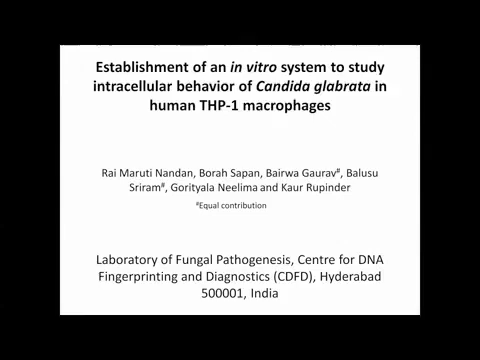 Establishment of an in vitro system to study
intracellular behavior of Candida glabrata in
human THP-1 macrophages
Rai Maruti Nandan, Borah Sapan, Bairwa Gaurav#, Balusu
Sriram#, Gorityala Neelima and Kaur Rupinder
#Equal contribution
Laboratory of Fungal Pathogenesis, Centre for DNA
Fingerprinting and Diagnostics (CDFD), Hyderabad
500001, India